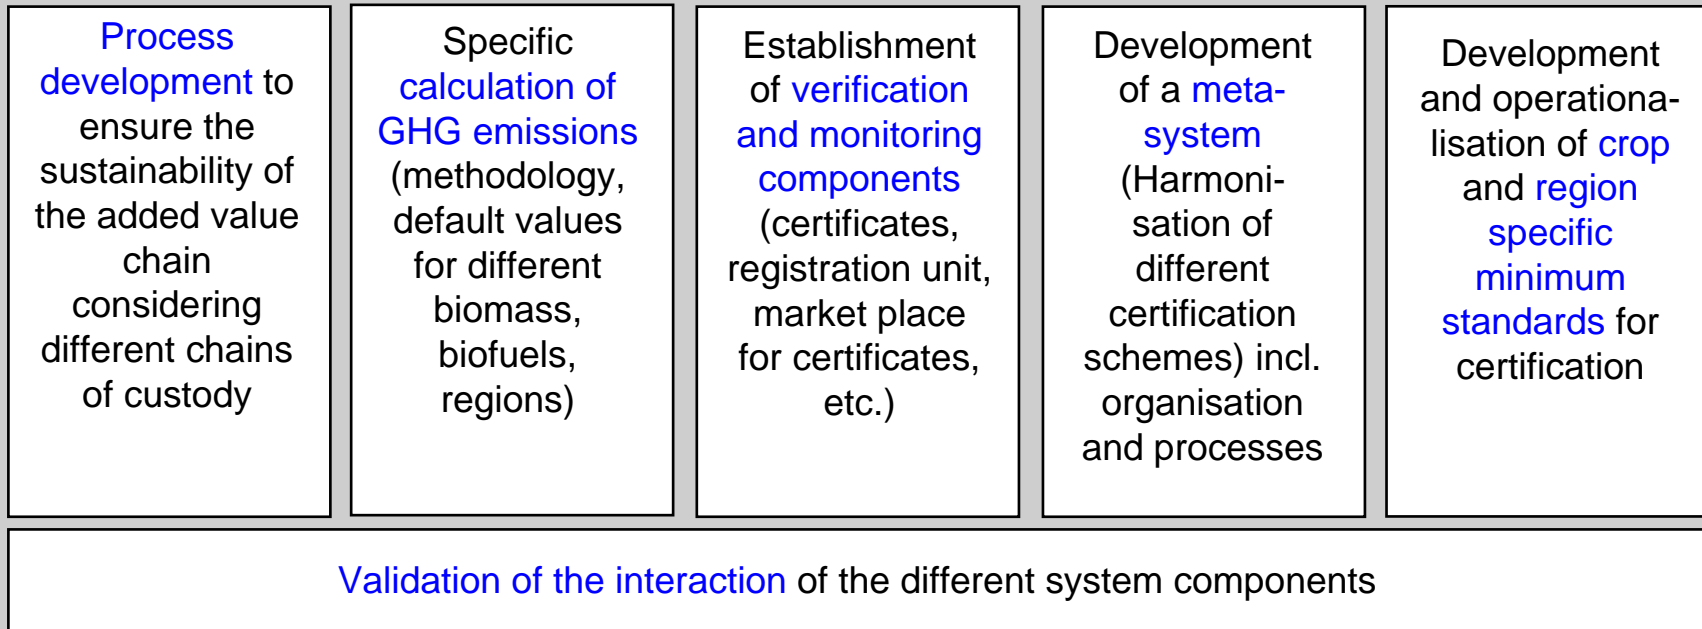 Process
development to
ensure the
sustainability of
the added value
chain
considering
different chains
of custody
Specific
calculation of
GHG emissions
(methodology,
default values
for different
biomass,
biofuels,
regions)
Establishment
of verification
and monitoring
components
(certificates,
registration unit,
market place
for certificates,
etc.)
Development
of a meta-
system
(Harmoni-
sation of
different
certification
schemes) incl.
organisation
and processes
Development
and operationa-
lisation of crop
and region
specific
minimum
standards for
certification
Validation of the interaction of the different system components